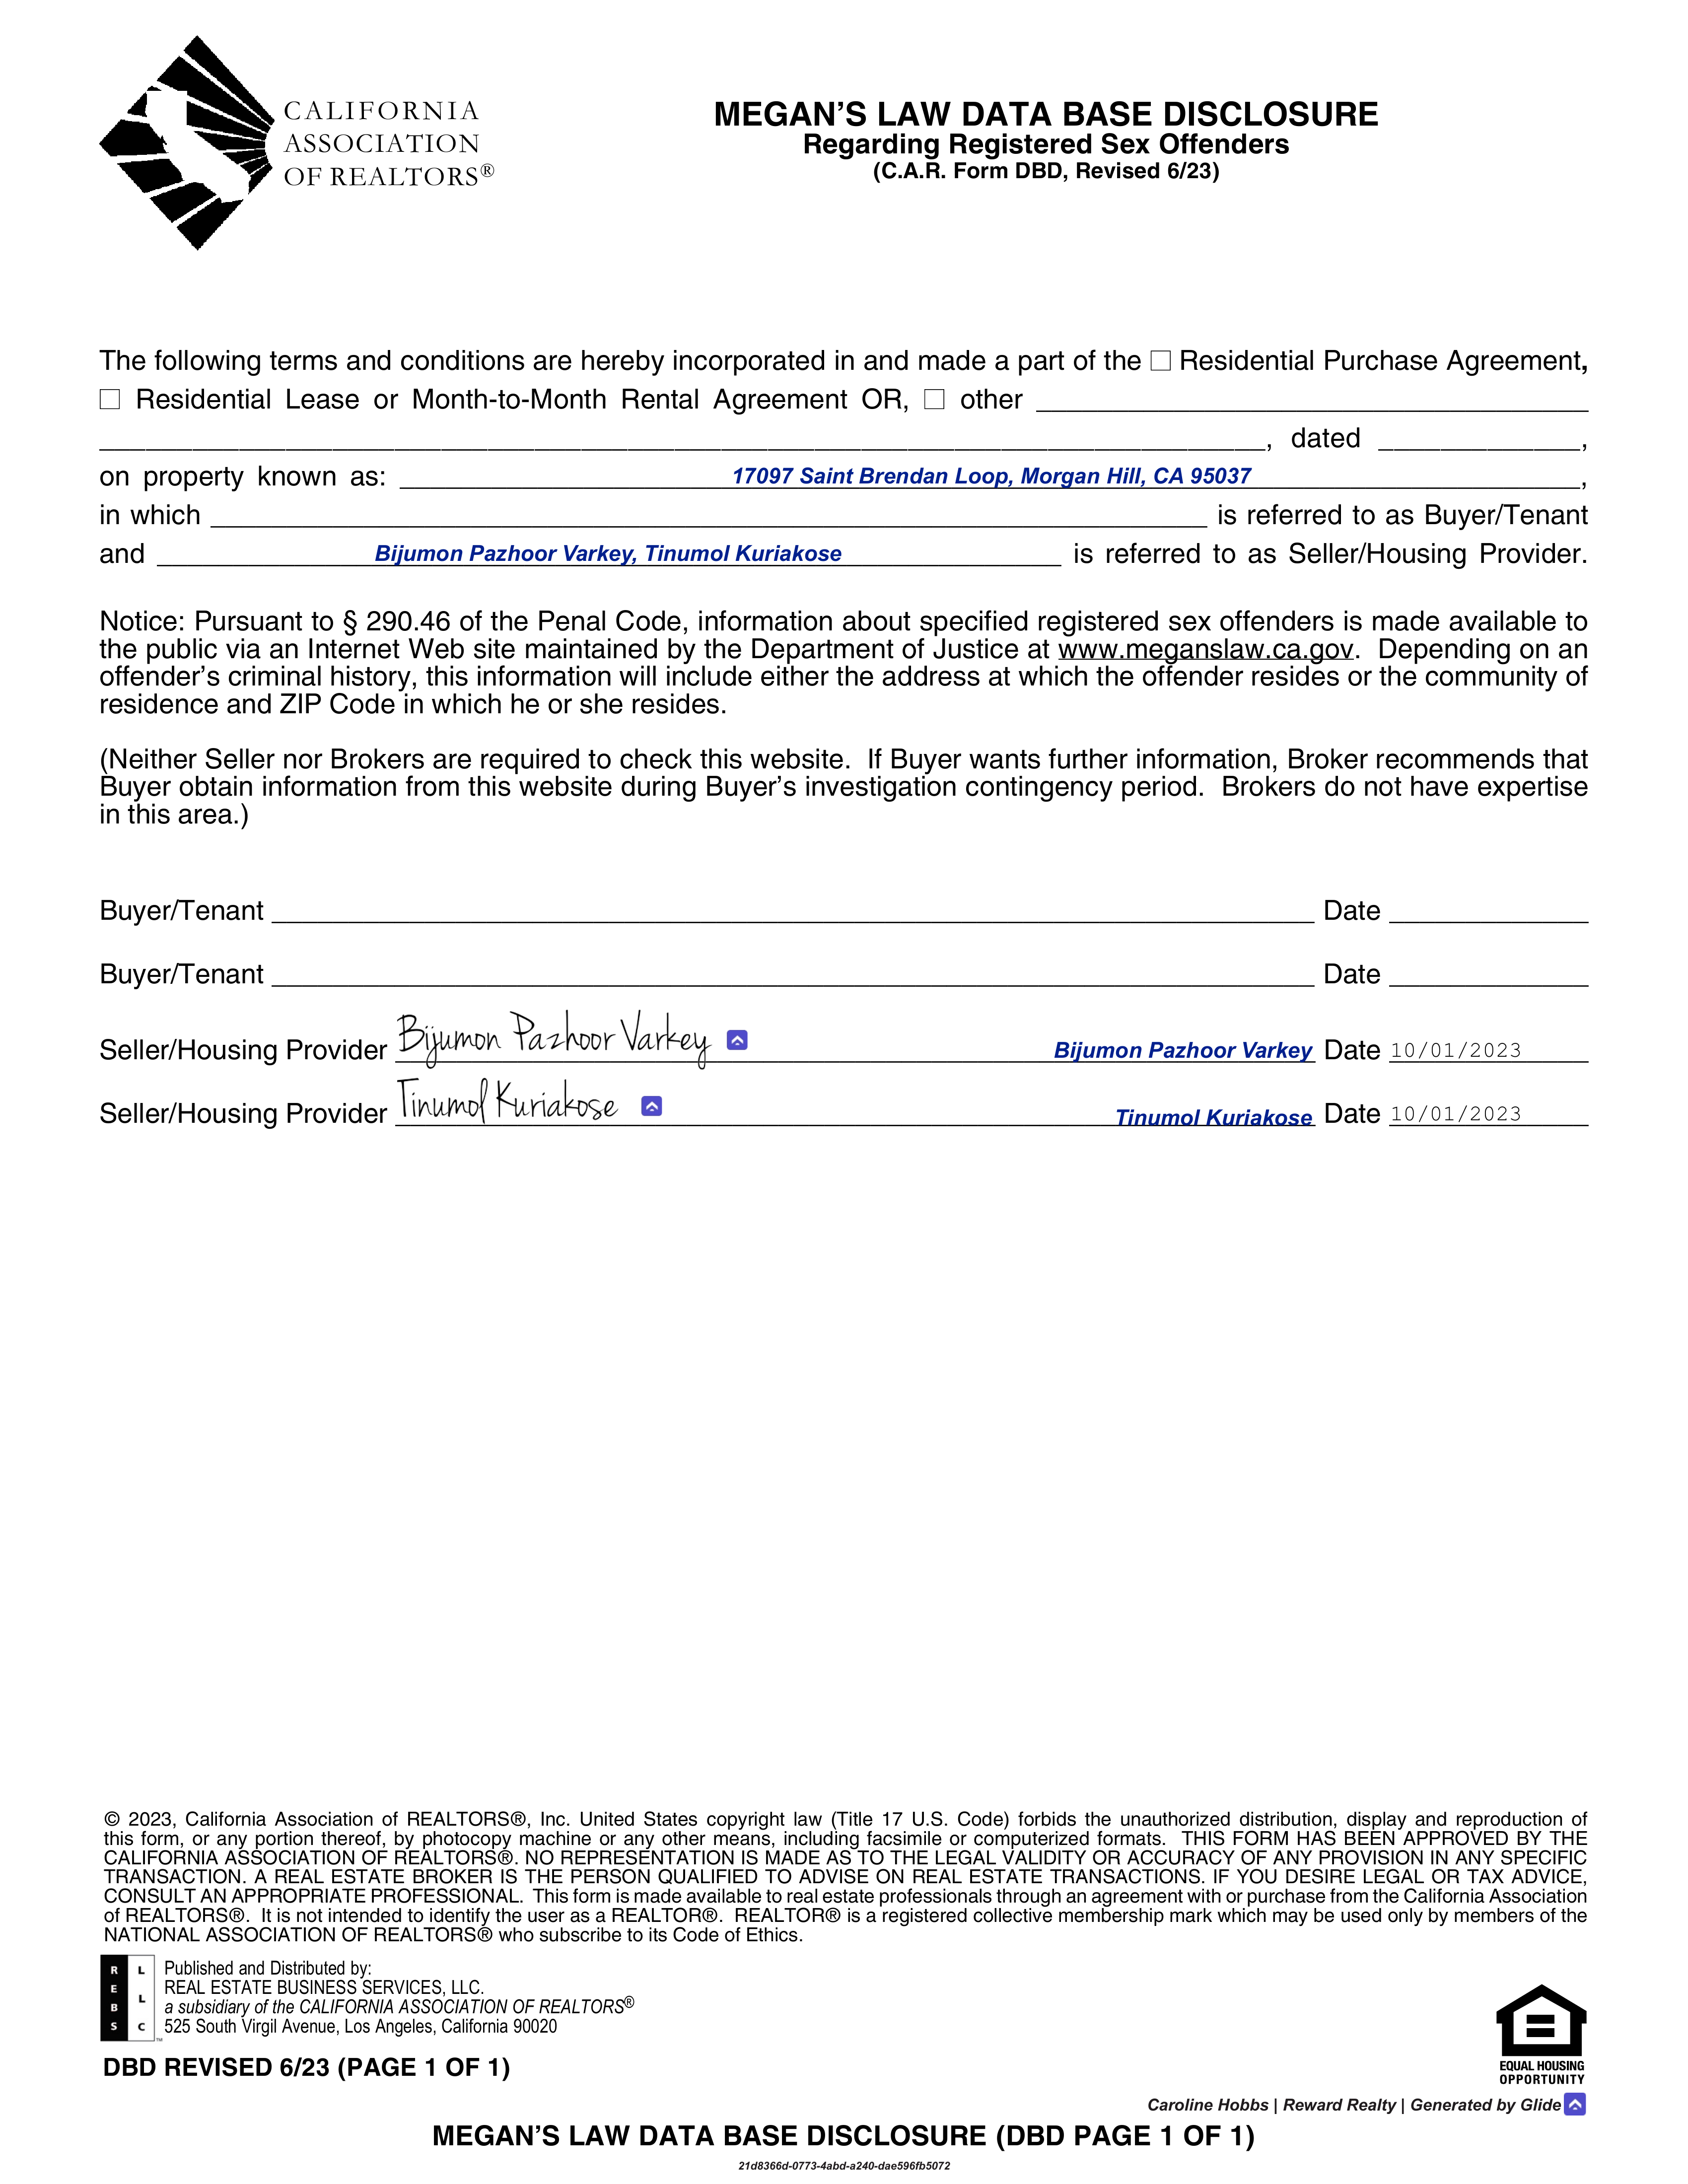 CALIFORNIA
ASSOCIATION
OF REALTORS®
MEGAN'S LAW DATA BASE DISCLOSURE
Regarding Registered Sex Offenders
(C.A.R. Form DBD, Revised 6/23)
The following terms and conditions are hereby incorporated in and made a part of the ☐ Residential Purchase Agreement,
☐ Residential Lease or Month-to-Month Rental Agreement OR, ☐ other
, dated ,
on property known as: 17097 Saint Brendan Loop, Morgan Hill, CA 95037 ,
in which is referred to as Buyer/Tenant
and Bijumon Pazhoor Varkey, Tinumol Kuriakose is referred to as Seller/Housing Provider.
Notice: Pursuant to § 290.46 of the Penal Code, information about specified registered sex offenders is made available to
the public via an Internet Web site maintained by the Department of Justice at www.meganslaw.ca.gov. Depending on an
offender's criminal history, this information will include either the address at which the offender resides or the community of
residence and ZIP Code in which he or she resides.
(Neither Seller nor Brokers are required to check this website. If Buyer wants further information, Broker recommends that
Buyer obtain information from this website during Buyer's investigation contingency period. Brokers do not have expertise
in this area.)
Buyer/Tenant Date
Buyer/Tenant Date
Seller/Housing Provider Bijumon Pazhoor Varkey Bijumon Pazhoor Varkey Date 10/01/2023
Seller/Housing Provider Tinumol Kuriakose Tinumol Kuriakose Date 10/01/2023
© 2023, California Association of REALTORS®, Inc. United States copyright law (Title 17 U.S. Code) forbids the unauthorized distribution, display and reproduction of
this form, or any portion thereof, by photocopy machine or any other means, including facsimile or computerized formats. THIS FORM HAS BEEN APPROVED BY THE
CALIFORNIA ASSOCIATION OF REALTORS®. NO REPRESENTATION IS MADE AS TO THE LEGAL VALIDITY OR ACCURACY OF ANY PROVISION IN ANY SPECIFIC
TRANSACTION. A REAL ESTATE BROKER IS THE PERSON QUALIFIED TO ADVISE ON REAL ESTATE TRANSACTIONS. IF YOU DESIRE LEGAL OR TAX ADVICE,
CONSULT AN APPROPRIATE PROFESSIONAL. This form is made available to real estate professionals through an agreement with or purchase from the California Association
of REALTORS®. It is not intended to identify the user as a REALTOR®. REALTOR® is a registered collective membership mark which may be used only by members of the
NATIONAL ASSOCIATION OF REALTORS® who subscribe to its Code of Ethics.
REBS LLC™
Published and Distributed by:
REAL ESTATE BUSINESS SERVICES, LLC.
a subsidiary of the CALIFORNIA ASSOCIATION OF REALTORS®
525 South Virgil Avenue, Los Angeles, California 90020
DBD REVISED 6/23 (PAGE 1 OF 1)
EQUAL HOUSING
OPPORTUNITY
Caroline Hobbs | Reward Realty | Generated by Glide
MEGAN'S LAW DATA BASE DISCLOSURE (DBD PAGE 1 OF 1)
21d8366d-0773-4abd-a240-dae596fb5072